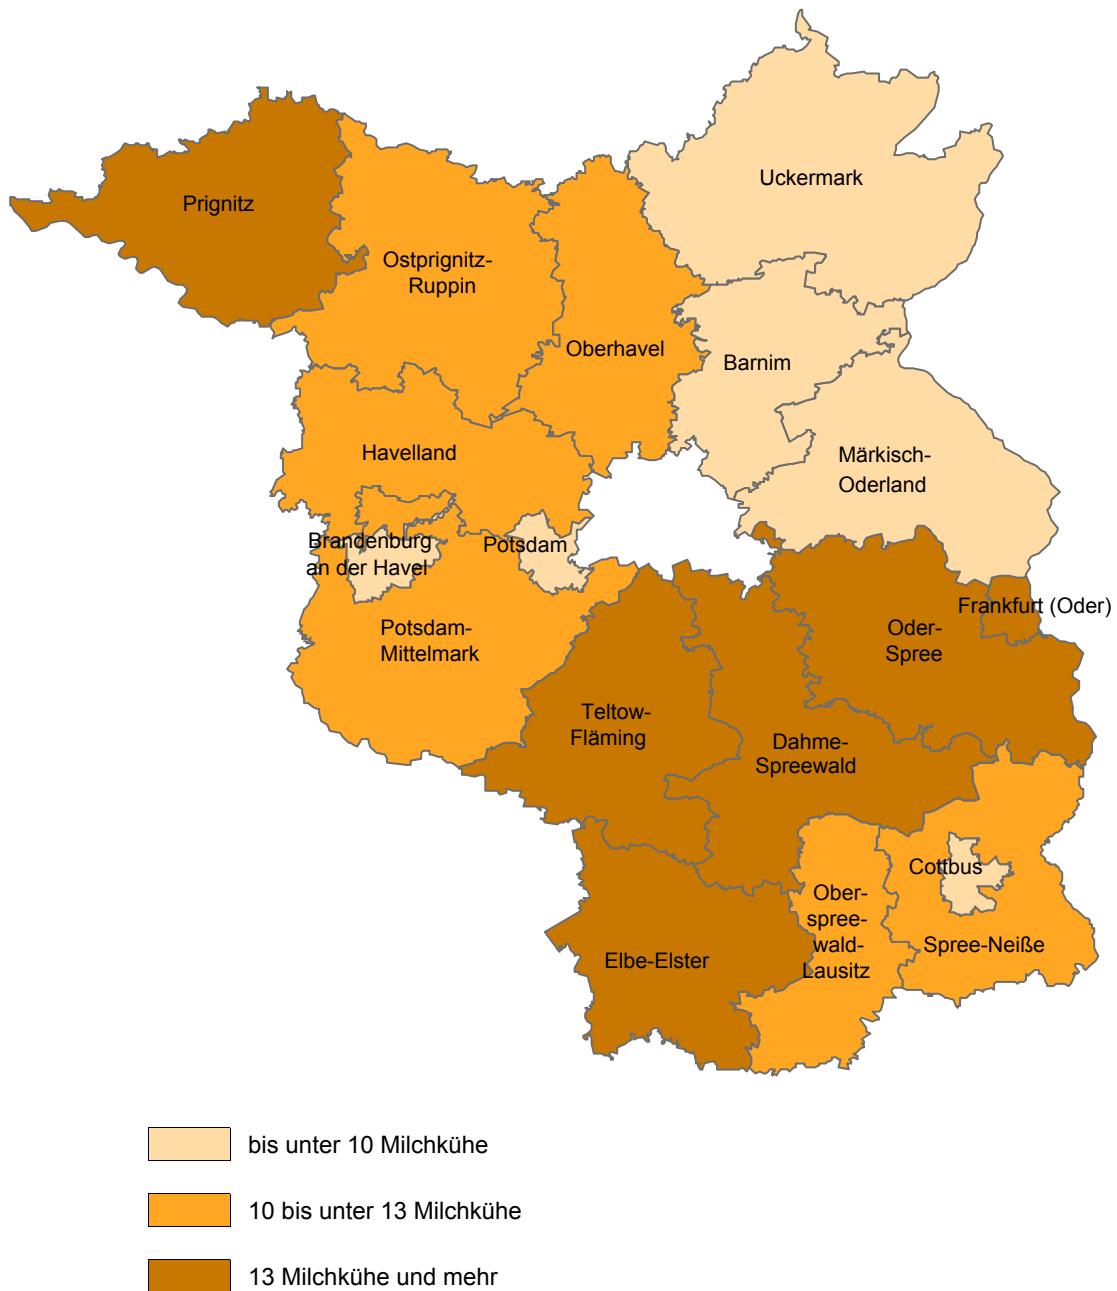 Uckermark
Prignitz
Ostprignitz-
Ruppin
Oberhavel
Barnim
Havelland
Märkisch-
Oderland
Brandenburg
an der Havel
Potsdam
Frankfurt (Oder)
Potsdam-
Mittelmark
Oder-
Spree
Teltow-
Fläming
Dahme-
Spreewald
Cottbus
Ober-
spree-
wald-
Lausitz
Spree-Neiße
Elbe-Elster
bis unter 10 Milchkühe
10 bis unter 13 Milchkühe
13 Milchkühe und mehr